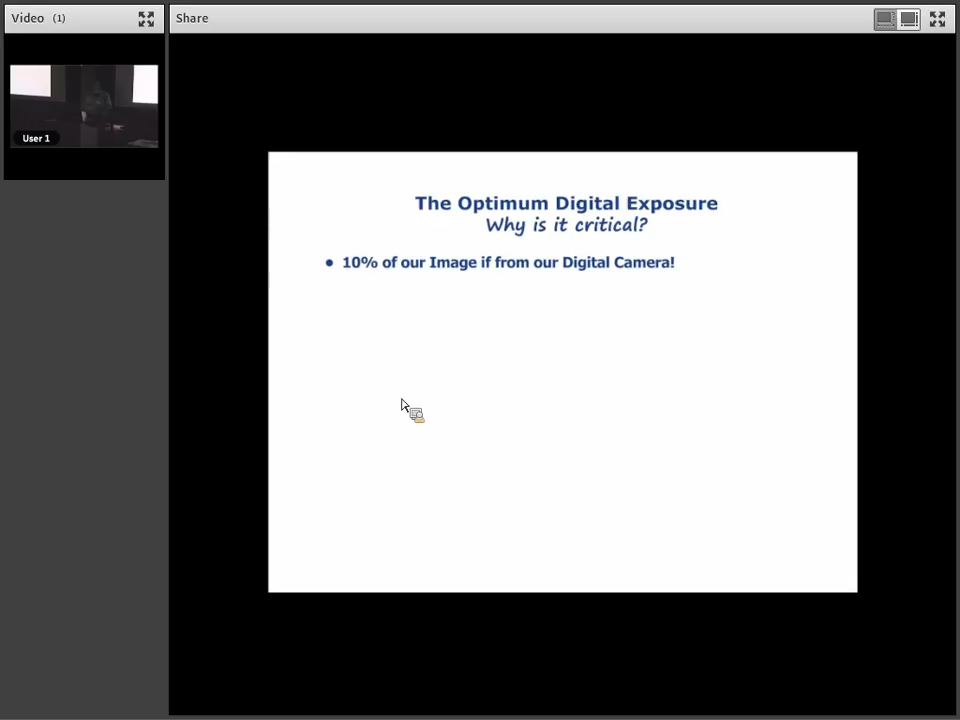 Video (1)
Share
User 1
The Optimum Digital Exposure
Why is it critical?
• 10% of our Image if from our Digital Camera!